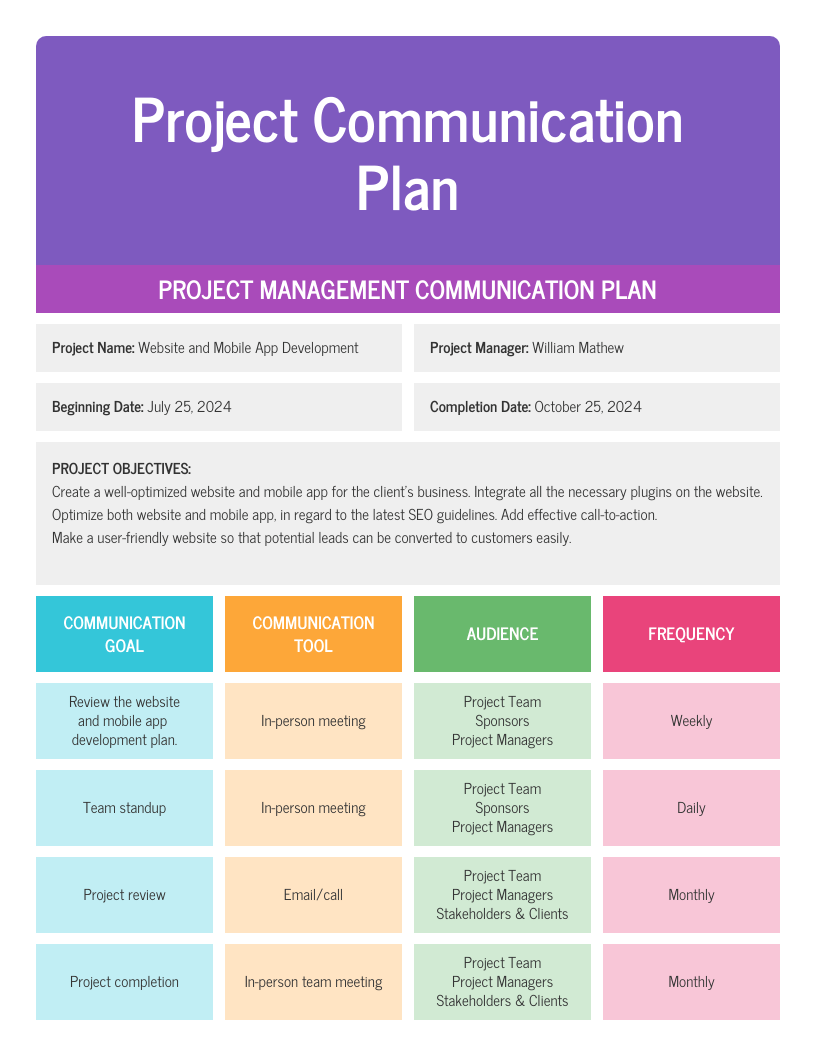 Project Communication
Plan
PROJECT MANAGEMENT COMMUNICATION PLAN
Project Name: Website and Mobile App Development
Project Manager: William Mathew
Beginning Date: July 25, 2024
Completion Date: October 25, 2024
PROJECT OBJECTIVES:
Create a well-optimized website and mobile app for the client's business. Integrate all the necessary plugins on the website.
Optimize both website and mobile app, in regard to the latest SEO guidelines. Add effective call-to-action.
Make a user-friendly website so that potential leads can be converted to customers easily.
COMMUNICATION
GOAL
COMMUNICATION
TOOL
AUDIENCE
FREQUENCY
Review the website
and mobile app
development plan.
In-person meeting
Project Team
Sponsors
Project Managers
Weekly
Team standup
In-person meeting
Project Team
Sponsors
Project Managers
Daily
Project review
Email/call
Project Team
Project Managers
Stakeholders & Clients
Monthly
Project completion
In-person team meeting
Project Team
Project Managers
Stakeholders & Clients
Monthly